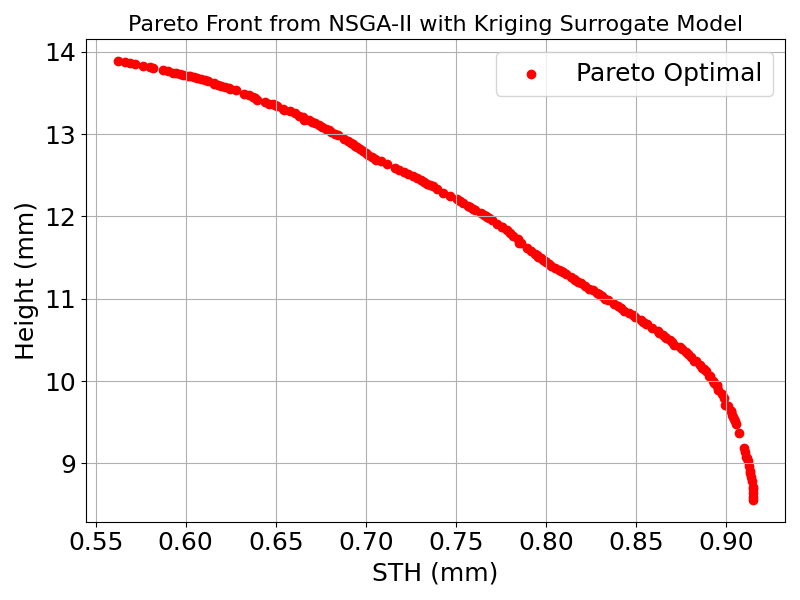 Pareto Front from NSGA-II with Kriging Surrogate Model
Pareto Optimal
14
13
12
11
10
9
Height (mm)
0.55 0.60 0.65 0.70 0.75 0.80 0.85 0.90
STH (mm)